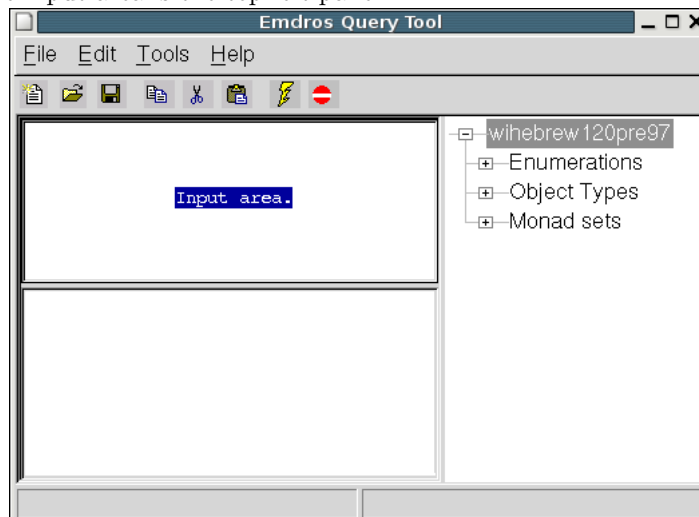 Emdros Query Tool
File Edit Tools Help
wihebrew120pre97
Enumerations
Object Types
Monad sets
Input area.